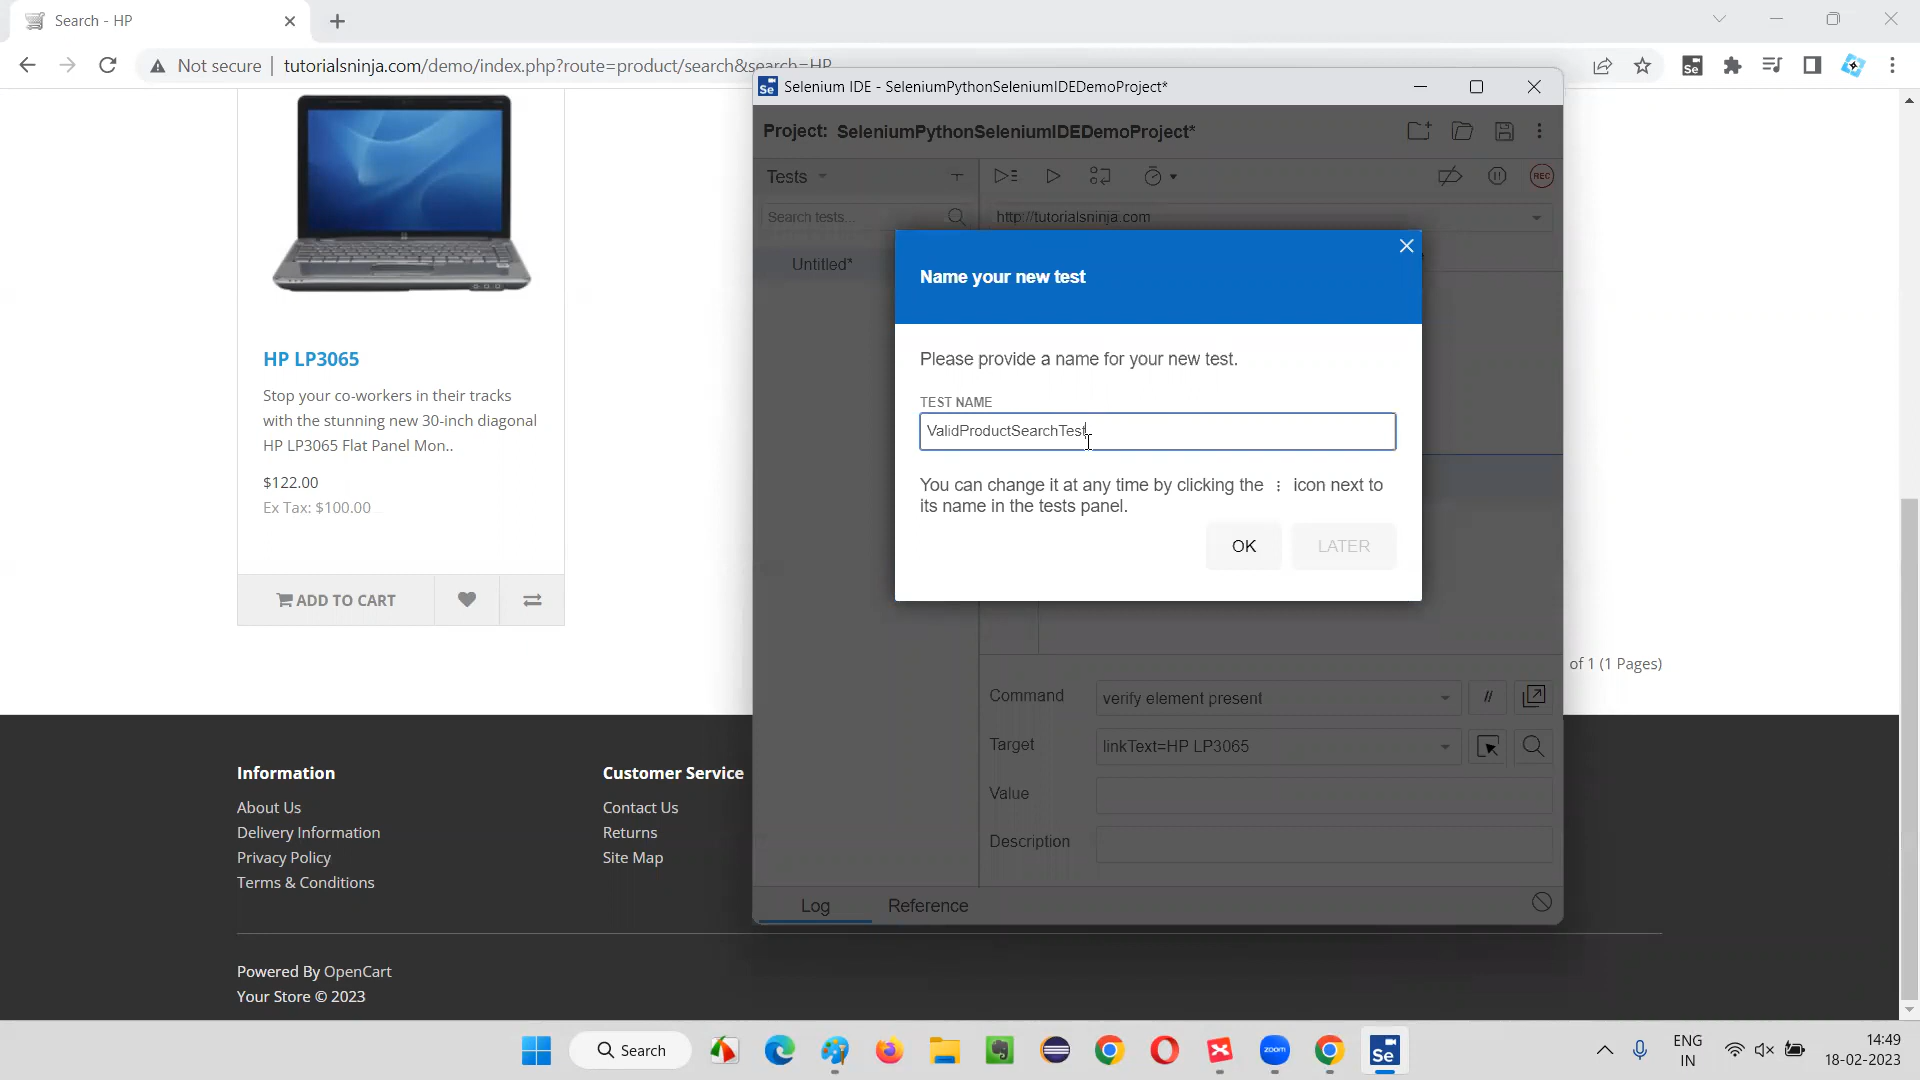 Search - HP
Not secure
tutorialsninja.com/demo/index.php?route=product/search&search=HP
Selenium IDE - SeleniumPythonSeleniumIDEDemoProject*
Project: SeleniumPythonSeleniumIDEDemoProject*
Tests
REC
Search tests...
http://tutorialsninja.com
Untitled*
Name your new test
Please provide a name for your new test.
TEST NAME
ValidProductSearchTest
You can change it at any time by clicking the : icon next to
its name in the tests panel.
OK
LATER
HP LP3065
Stop your co-workers in their tracks
with the stunning new 30-inch diagonal
HP LP3065 Flat Panel Mon..
$122.00
Ex Tax: $100.00
ADD TO CART
of 1 (1 Pages)
Command
verify element present
//
Target
linkText=HP LP3065
Value
Description
Log
Reference
Information
About Us
Delivery Information
Privacy Policy
Terms & Conditions
Customer Service
Contact Us
Returns
Site Map
Powered By OpenCart
Your Store © 2023
Search
zoom
Se
ENG
IN
14:49
18-02-2023